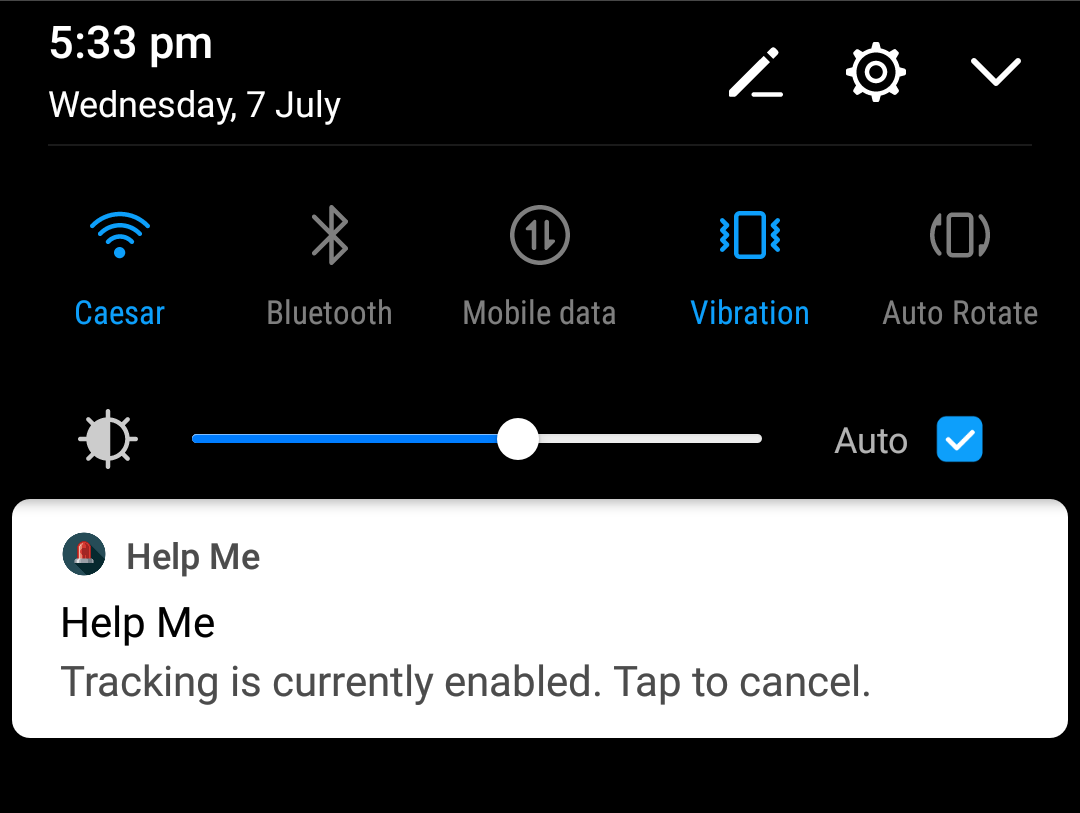 5:33 pm
Wednesday, 7 July
Caesar Bluetooth Mobile data Vibration Auto Rotate
Auto
Help Me
Help Me
Tracking is currently enabled. Tap to cancel.